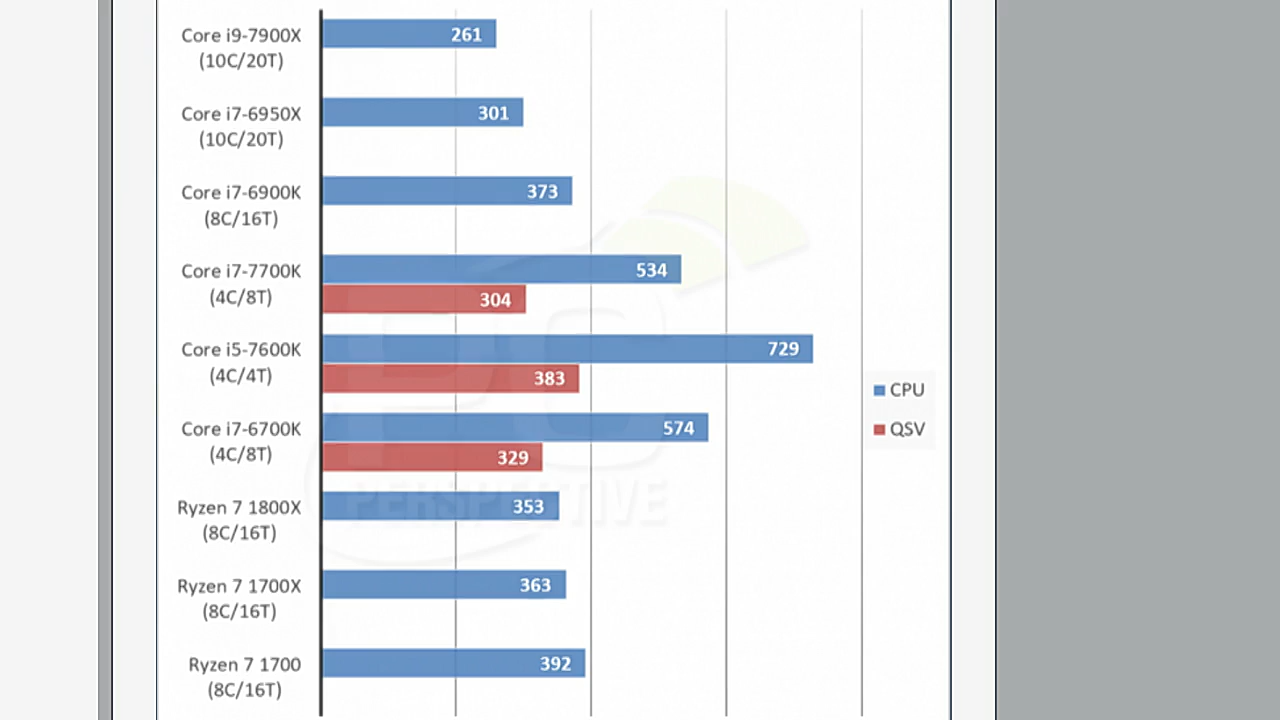 Core i9-7900X
(10C/20T)
261
Core i7-6950X
(10C/20T)
301
Core i7-6900K
(8C/16T)
373
Core i7-7700K
(4C/8T)
534
304
Core i5-7600K
(4C/4T)
729
383
Core i7-6700K
(4C/8T)
574
329
Ryzen 7 1800X
(8C/16T)
353
Ryzen 7 1700X
(8C/16T)
363
Ryzen 7 1700
(8C/16T)
392
CPU
QSV
PC
PERSPECTIVE